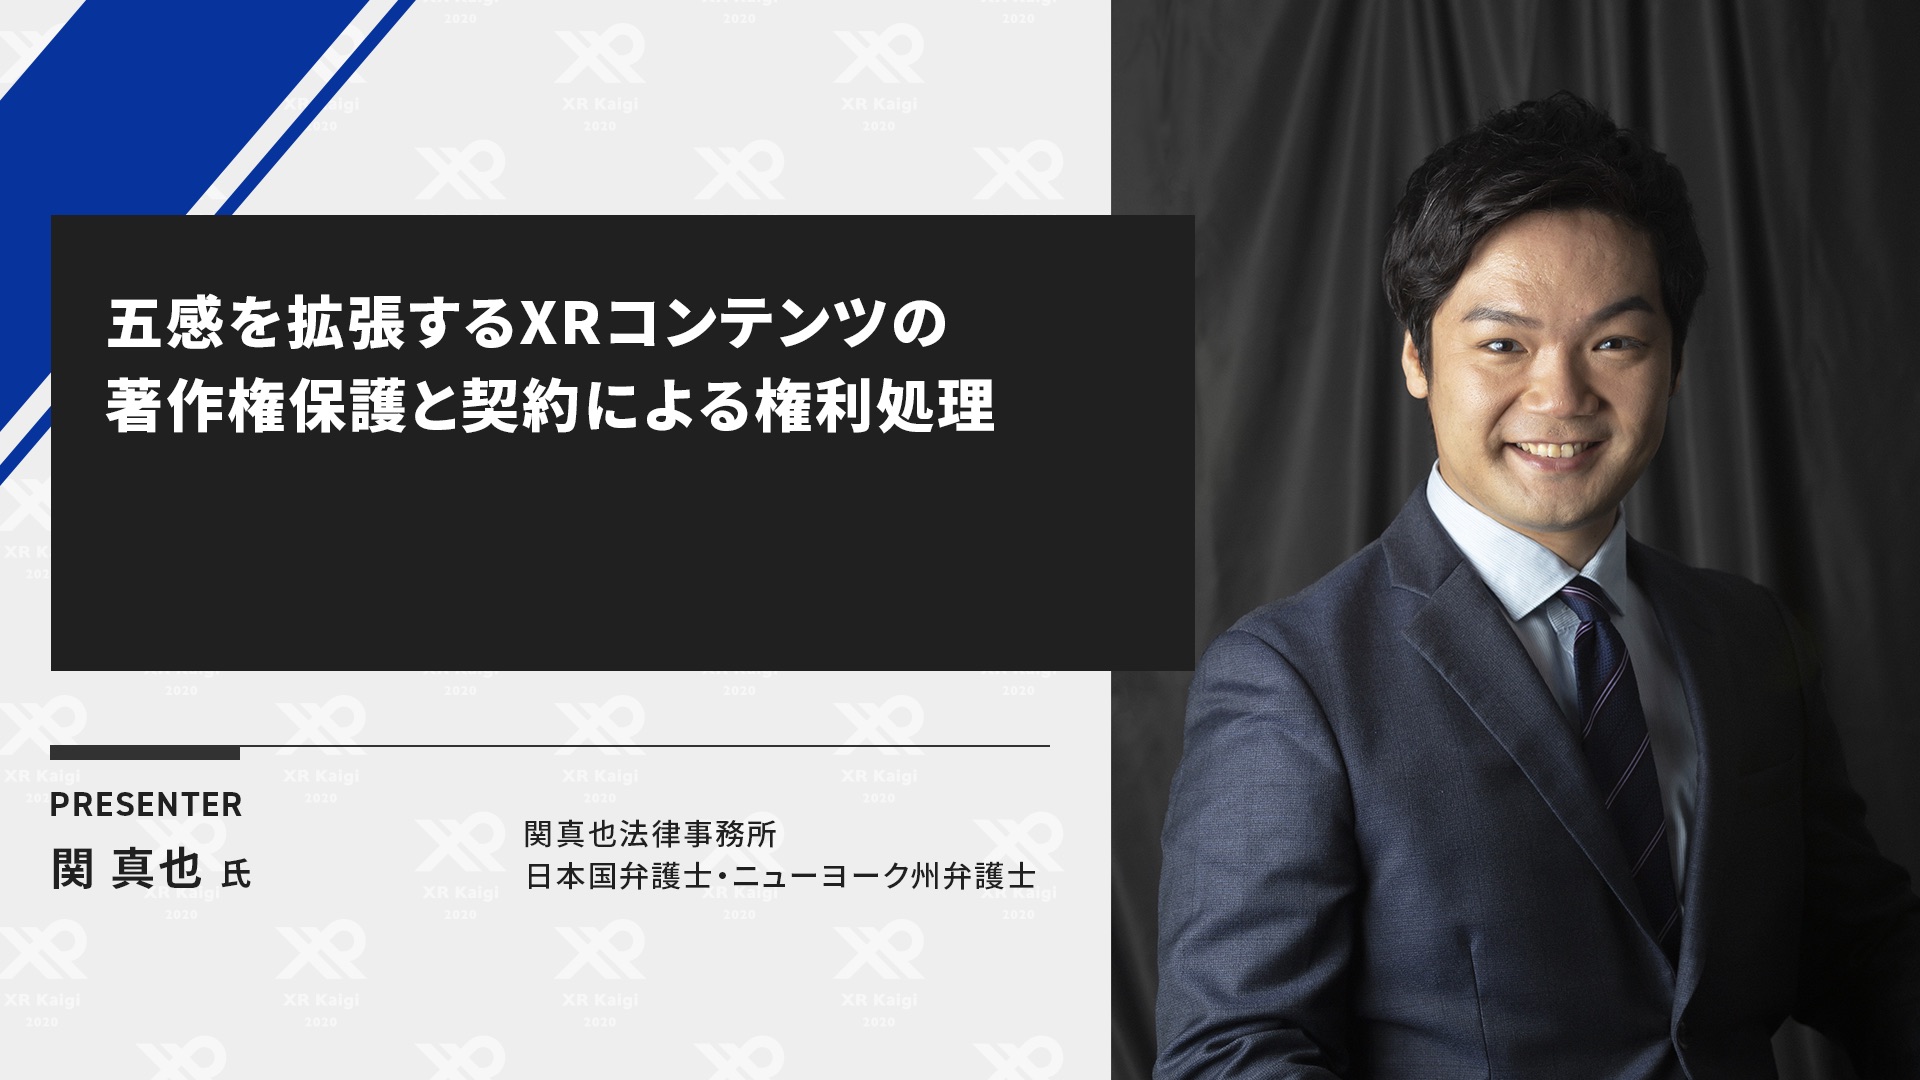 五感を拡張するXRコンテンツの
著作権保護と契約による権利処理
PRESENTER
関 真也 氏
関真也法律事務所
日本国弁護士・ニューヨーク州弁護士
XR Kaigi
2020